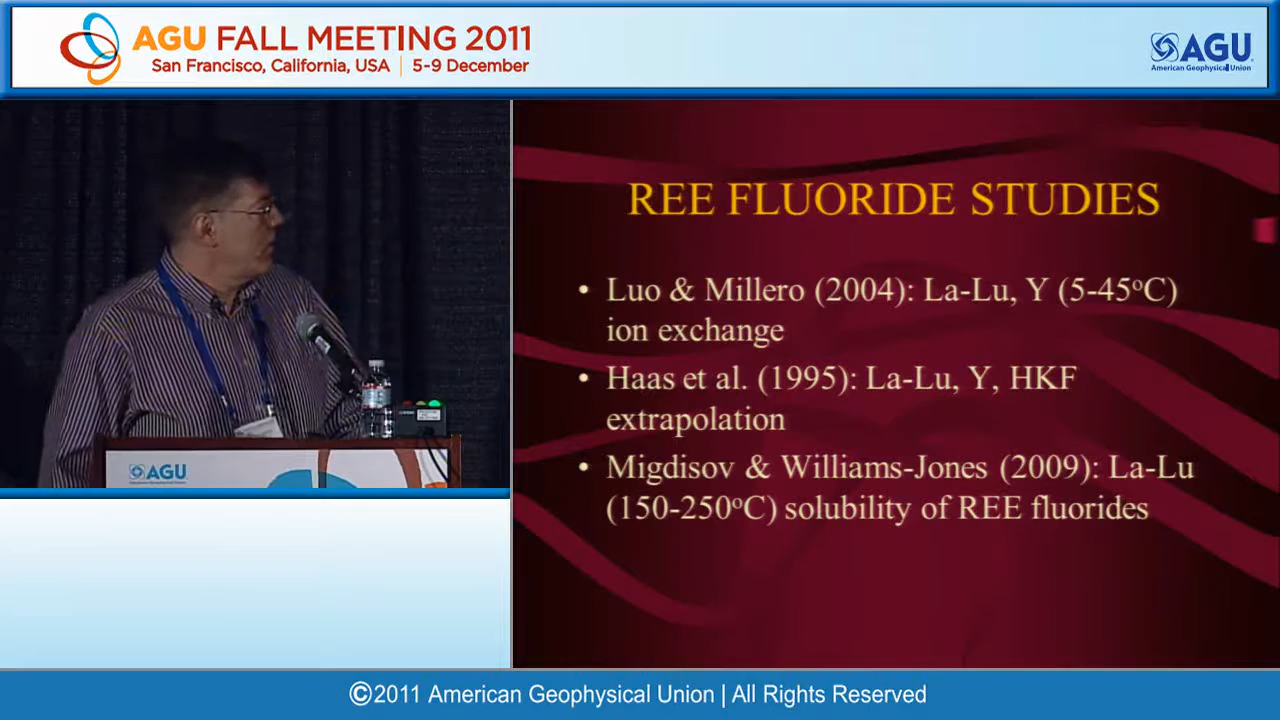 AGU FALL MEETING 2011
San Francisco, California, USA | 5-9 December
AGU
American Geophysical Union
REE FLUORIDE STUDIES
• Luo & Millero (2004): La-Lu, Y (5-45ºC)
ion exchange
• Haas et al. (1995): La-Lu, Y, HKF
extrapolation
• Migdisov & Williams-Jones (2009): La-Lu
(150-250ºC) solubility of REE fluorides
AGU
©2011 American Geophysical Union | All Rights Reserved